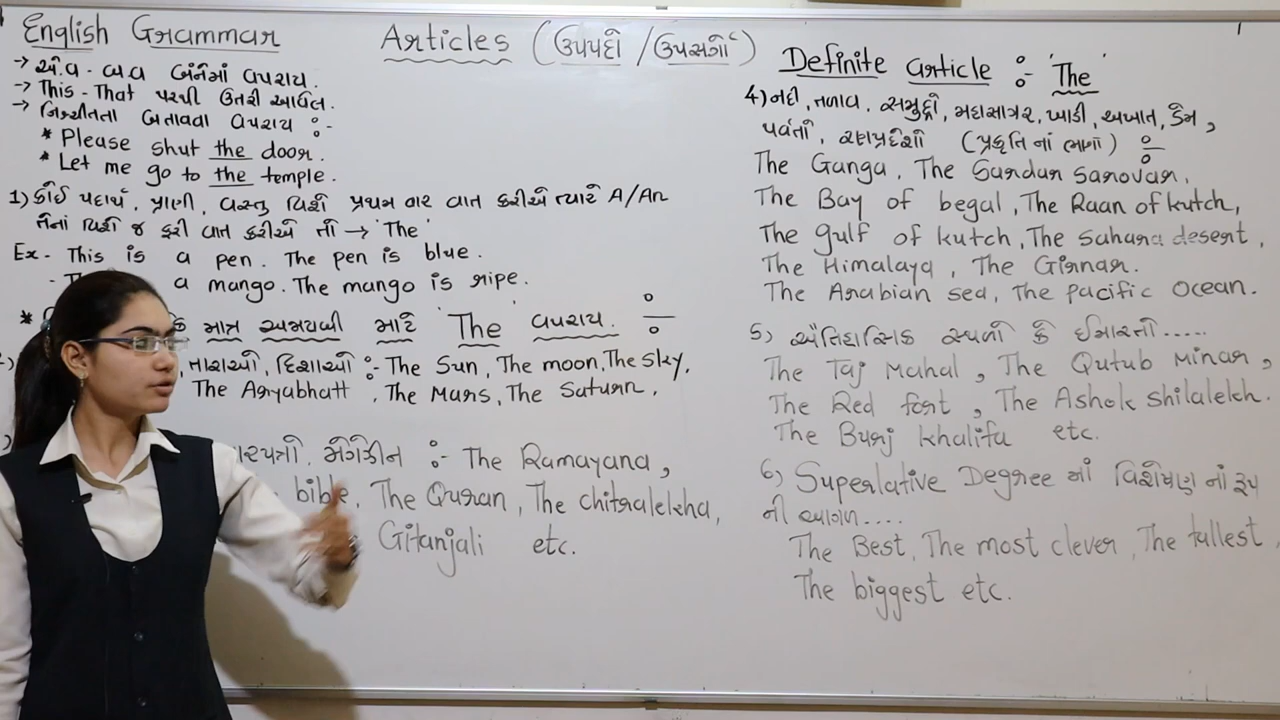 English Grammar
Articles (ઉપપદો / ઉપસર્ગો)
→ એ.વ - બ.વ બંનેમાં વપરાય.
→ This - That પરથી ઉતરી આવેલ.
→ નિશ્ચીતતા બતાવવા વપરાય :-
* Please shut the door.
* Let me go to the temple.
1) કોઈ પદાર્થ, પ્રાણી, વસ્તુ વિશે પ્રથમ વાર વાત કરીએ ત્યારે A/An
તેનાં વિશે જ ફરી વાત કરીએ તો → 'The'
Ex - This is a pen. The pen is blue.
a mango. The mango is ripe.
* માત્ર માટે 'The' વપરાય. :-
તારાઓ, દિશાઓ :- The Sun, The moon, The sky,
The Aryabhatt, The Mars, The Saturn,
મેગેઝીન :- The Ramayana,
bible, The Quran, The chitralekha,
Gitanjali etc.
Definite article :- 'The'
4) નદી, તળાવ, સમુદ્રો, મહાસાગર, ખાડી, અખાત, ડેમ,
પર્વતો, રણપ્રદેશો (પ્રકૃતિ નાં ભાગો) :-
The Ganga, The Sardar Sarovar,
The Bay of begal, The Raan of kutch,
The gulf of kutch, The Sahara desert,
The Himalaya, The Girnar.
The Arabian sea, The pacific Ocean.
5) ઐતિહાસિક સ્થળો કે ઈમારતો.....
The Taj Mahal, The Qutub Minar,
The Red fort, The Ashok shilalekh.
The Burj khalifa etc.
6) Superlative Degree માં વિશેષણ નાં રૂપ
ની આગળ....
The Best, The most clever, The tallest,
The biggest etc.